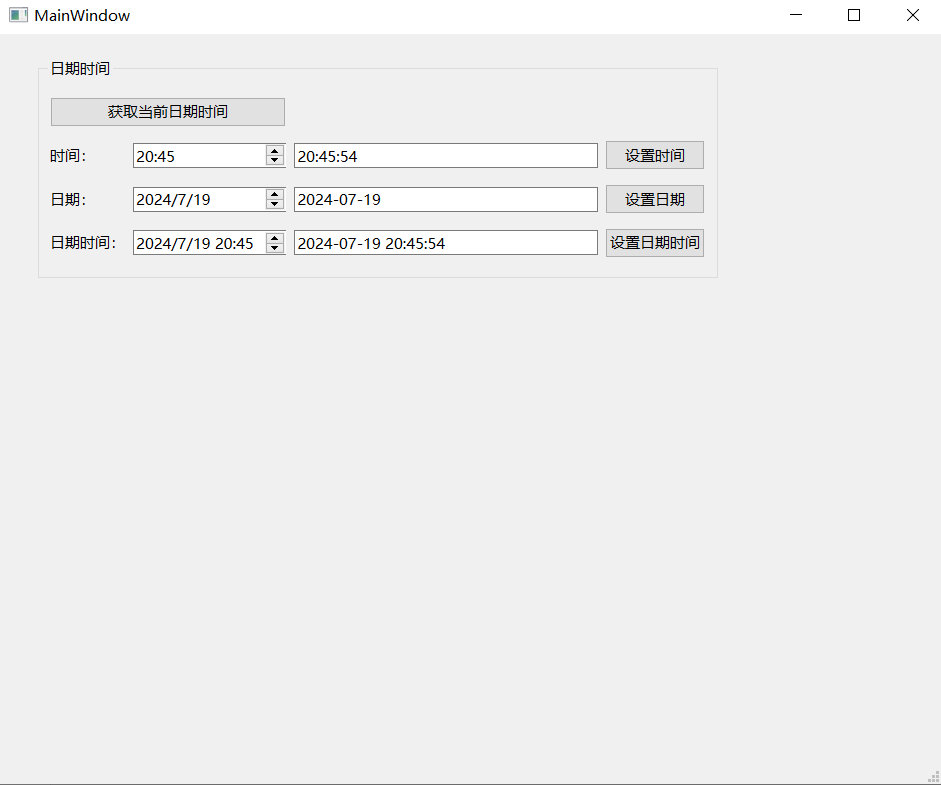 MainWindow
日期时间
获取当前日期时间
时间： 20:45 20:45:54 设置时间
日期： 2024/7/19 2024-07-19 设置日期
日期时间： 2024/7/19 20:45 2024-07-19 20:45:54 设置日期时间